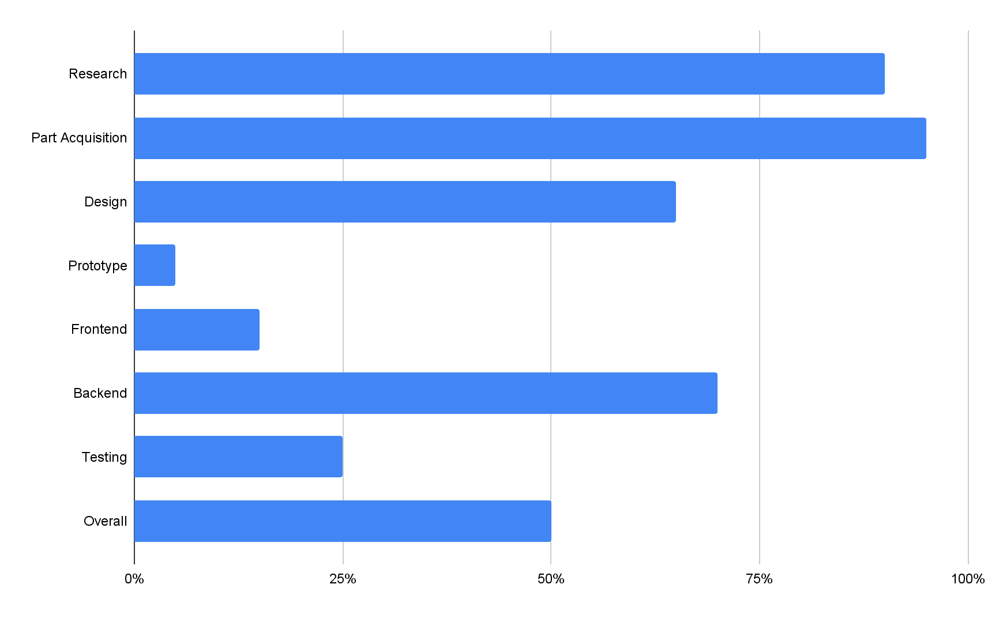 Research
Part Acquisition
Design
Prototype
Frontend
Backend
Testing
Overall
0% 25% 50% 75% 100%